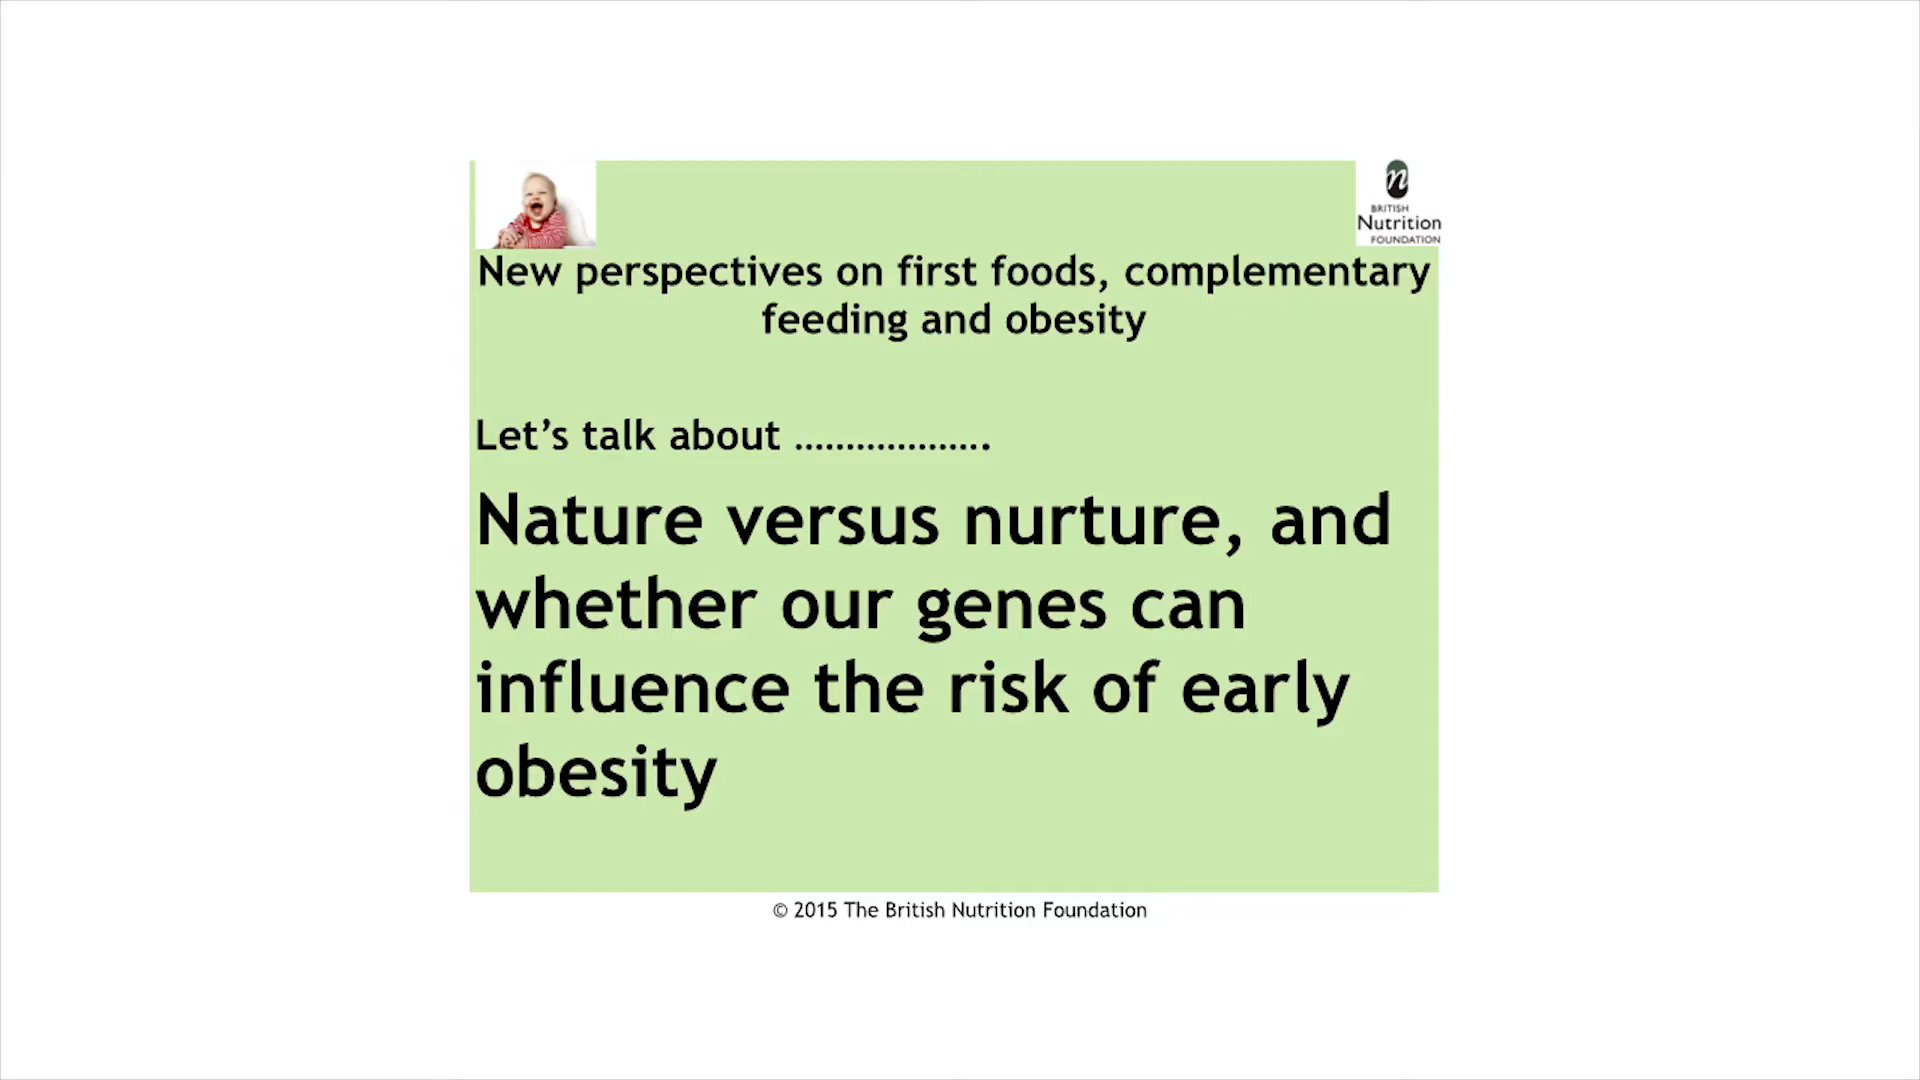 BRITISH
Nutrition
FOUNDATION
New perspectives on first foods, complementary
feeding and obesity
Let’s talk about ...................
Nature versus nurture, and
whether our genes can
influence the risk of early
obesity
© 2015 The British Nutrition Foundation